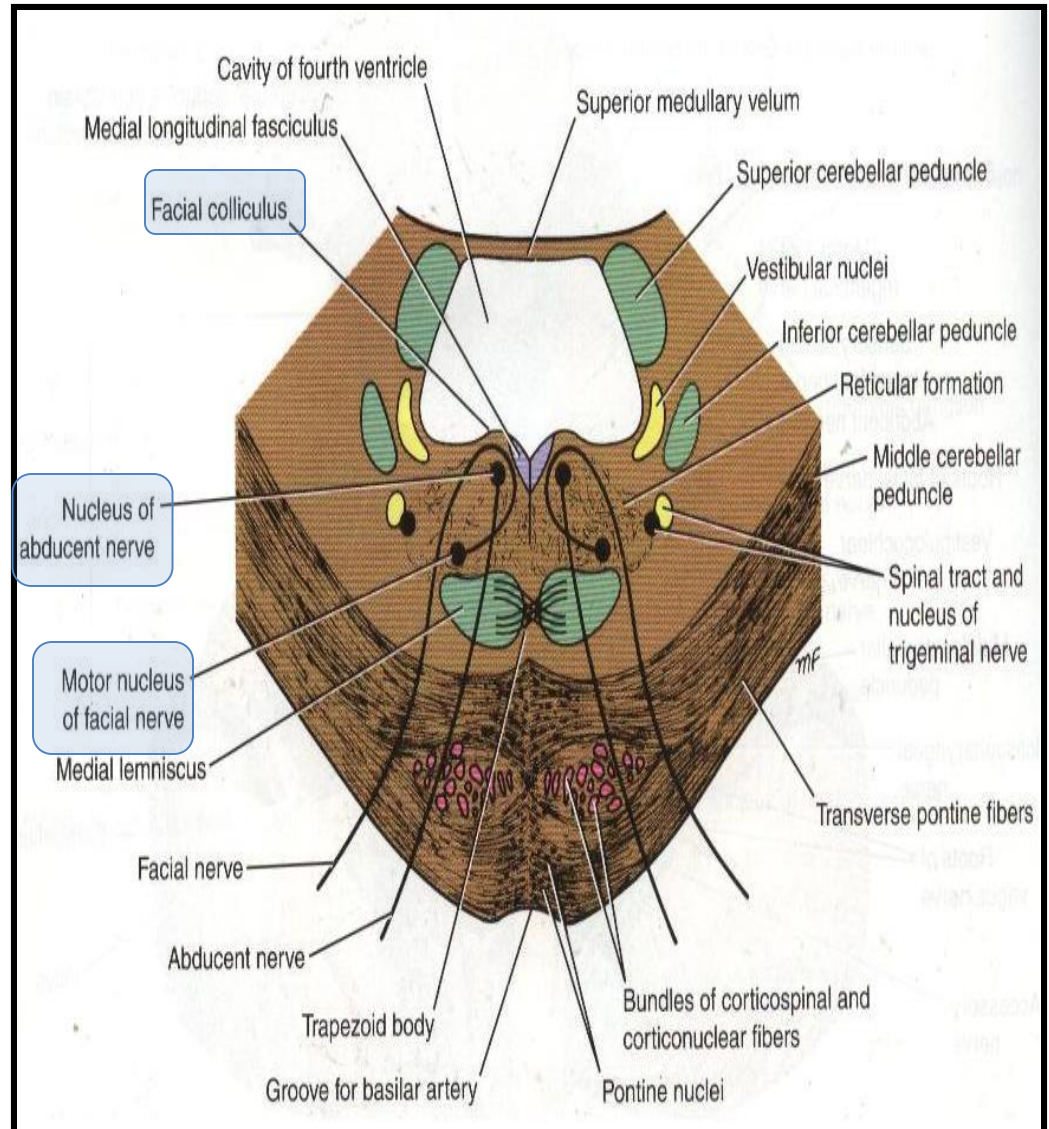 Cavity of fourth ventricle
Medial longitudinal fasciculus
Facial colliculus
Nucleus of
abducent nerve
Motor nucleus
of facial nerve
Medial lemniscus
Facial nerve
Abducent nerve
Trapezoid body
Groove for basilar artery
Superior medullary velum
Superior cerebellar peduncle
Vestibular nuclei
Inferior cerebellar peduncle
Reticular formation
Middle cerebellar
peduncle
Spinal tract and
nucleus of
trigeminal nerve
mf
Transverse pontine fibers
Bundles of corticospinal and
corticonuclear fibers
Pontine nuclei